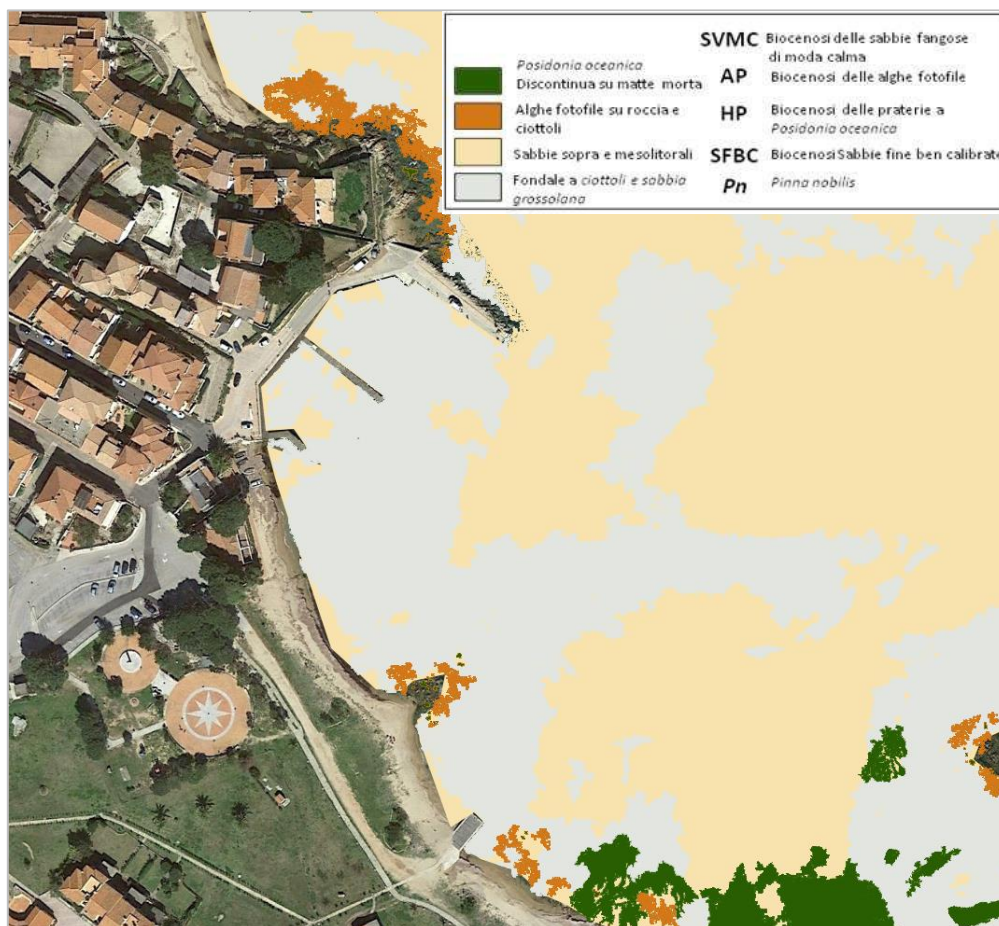 Posidonia oceanica
Discontinua su matte morta
Alghe fotofile su roccia e
ciottoli
Sabbie sopra e mesolitorali
Fondale a ciottoli e sabbia
grossolana
SVMC Biocenosi delle sabbie fangose
di moda calma
AP Biocenosi delle alghe fotofile
HP Biocenosi delle praterie a
Posidonia oceanica
SFBC Biocenosi Sabbie fine ben calibrate
Pn Pinna nobilis